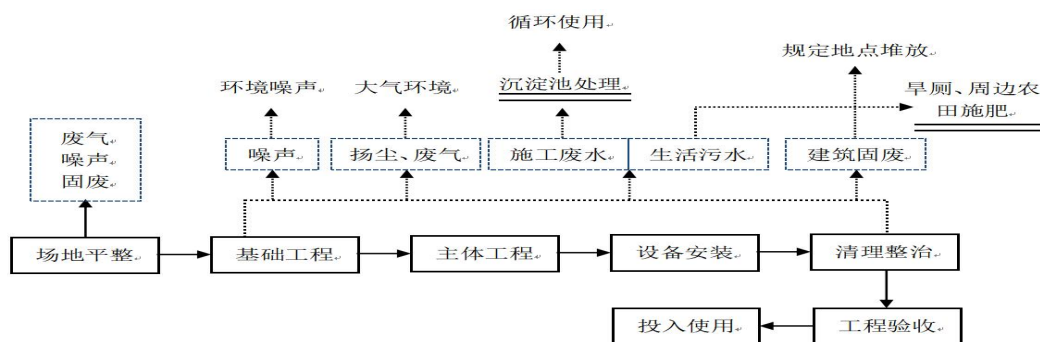 循环使用
规定地点堆放
环境噪声
大气环境
沉淀池处理
旱厕、周边农
田施肥
废气
噪声
固废
噪声
扬尘、废气
施工废水
生活污水
建筑固废
场地平整
基础工程
主体工程
设备安装
清理整治
投入使用
工程验收